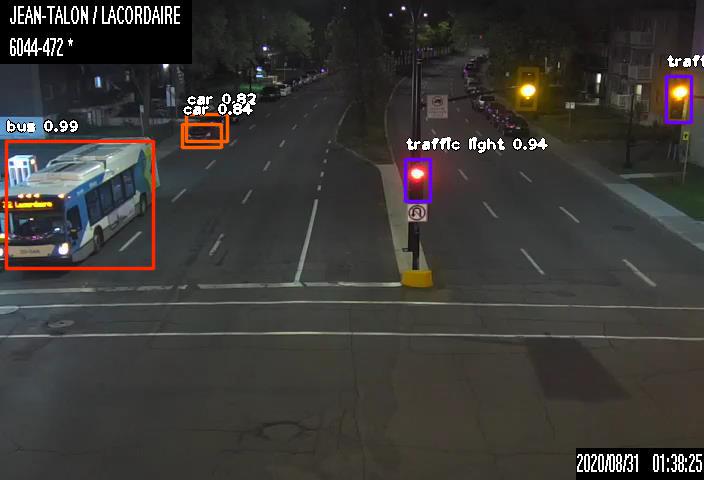 JEAN-TALON / LACORDAIRE
6044-472 *
traff
car 0.82
car 0.84
bus 0.99
traffic light 0.94
Lacordaire
2020/08/31 01:38:25